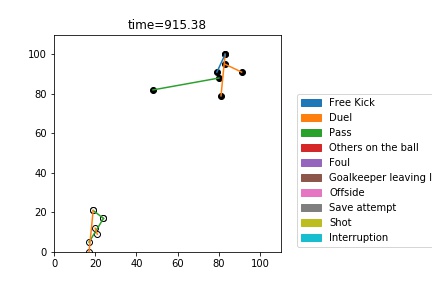 time=915.38
100
80
60
40
20
0
0 20 40 60 80 100
Free Kick
Duel
Pass
Others on the ball
Foul
Goalkeeper leaving l
Offside
Save attempt
Shot
Interruption